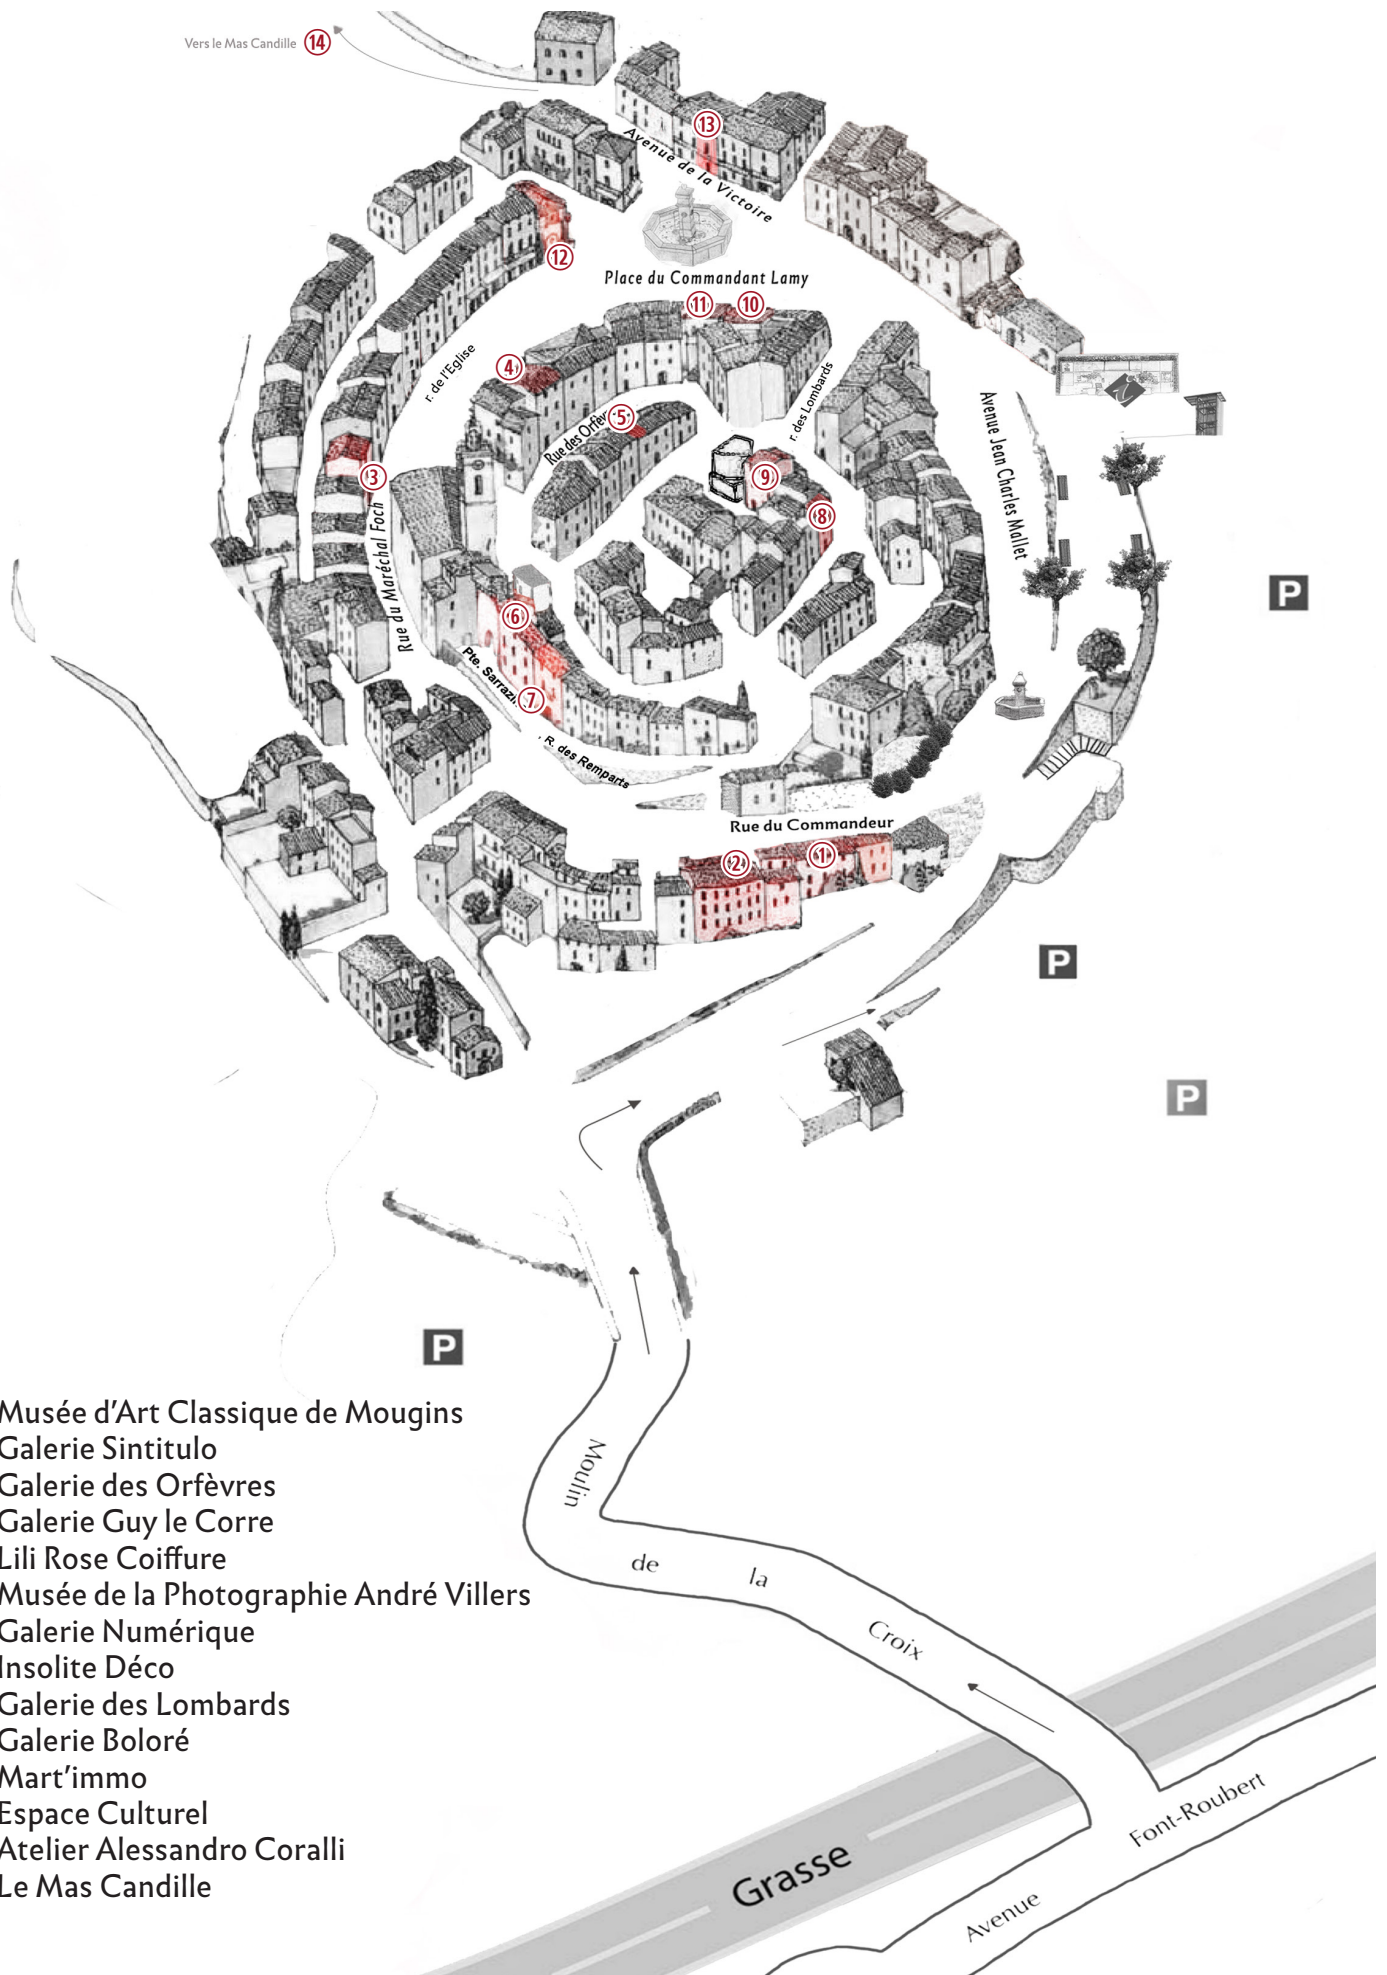 Vers le Mas Candille 14
13
Avenue de la Victoire
12
Place du Commandant Lamy
11 10
4
r. de l'Eglise
r. des Lombards
5
Rue des Orfèv
Avenue Jean Charles Mallet
3
9
8
Rue du Maréchal Foch
P
6
Pte. Sarrazi
7
R. des Remparts
Rue du Commandeur
2 1
P
P
P
Musée d'Art Classique de Mougins
Galerie Sintitulo
Galerie des Orfèvres
Galerie Guy le Corre
Lili Rose Coiffure
Musée de la Photographie André Villers
Galerie Numérique
Insolite Déco
Galerie des Lombards
Galerie Boloré
Mart'immo
Espace Culturel
Atelier Alessandro Coralli
Le Mas Candille
Moulin de la Croix
Grasse
Avenue Font-Roubert